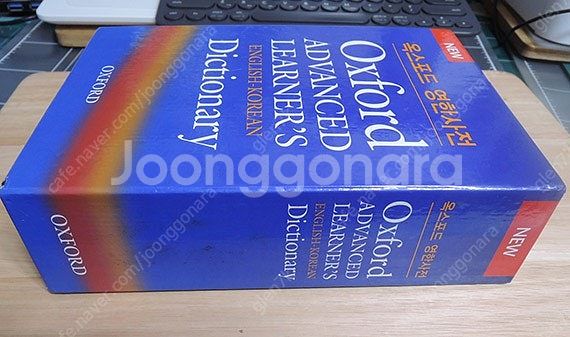 NEW
옥스포드 영한사전
Oxford
ADVANCED
LEARNER'S
ENGLISH-KOREAN
Dictionary
OXFORD
NEW
옥스포드 영한사전
Oxford
ADVANCED
LEARNER'S
ENGLISH-KOREAN
Dictionary
OXFORD
Joonggonara
cafe.naver.com/joonggonara